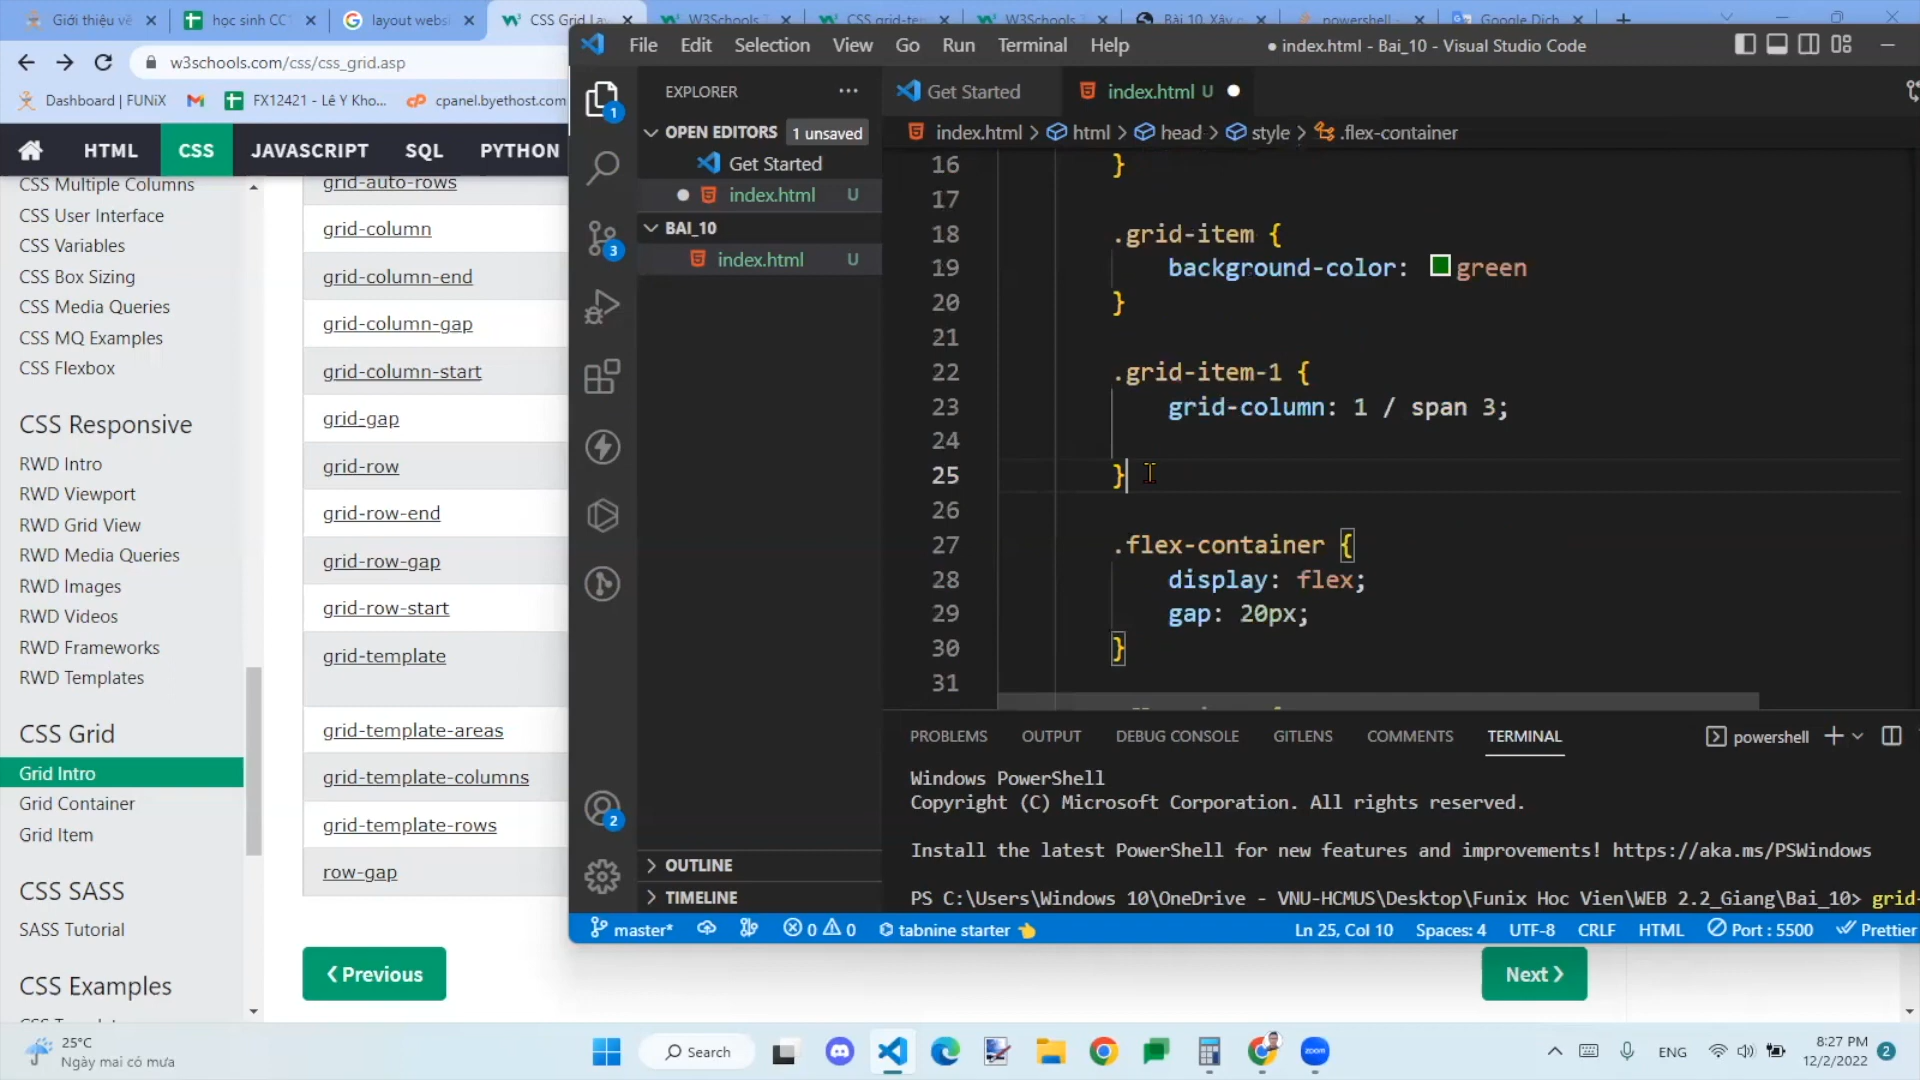 Giới thiệu vẽ
học sinh CC1
layout websi
CSS Grid La
W3Schools T
CSS grid-ter
W3Schools
Bài 10. Xây
powershell -
Google Dịch
w3schools.com/css/css_grid.asp
Dashboard | FUNiX
FX12421 - Lê Y Kho...
cpanel.byethost.com
HTML
CSS
JAVASCRIPT
SQL
PYTHON
CSS Multiple Columns
CSS User Interface
CSS Variables
CSS Box Sizing
CSS Media Queries
CSS MQ Examples
CSS Flexbox
CSS Responsive
RWD Intro
RWD Viewport
RWD Grid View
RWD Media Queries
RWD Images
RWD Videos
RWD Frameworks
RWD Templates
CSS Grid
Grid Intro
Grid Container
Grid Item
CSS SASS
SASS Tutorial
CSS Examples
grid-auto-rows
grid-column
grid-column-end
grid-column-gap
grid-column-start
grid-gap
grid-row
grid-row-end
grid-row-gap
grid-row-start
grid-template
grid-template-areas
grid-template-columns
grid-template-rows
row-gap
❮ Previous
Next ❯
File Edit Selection View Go Run Terminal Help
● index.html - Bai_10 - Visual Studio Code
EXPLORER ...
OPEN EDITORS 1 unsaved
Get Started
index.html U
BAI_10
index.html U
OUTLINE
TIMELINE
1
3
2
Get Started
index.html U
index.html > html > head > style > .flex-container
16 }
17
18 .grid-item {
19 background-color: green
20 }
21
22 .grid-item-1 {
23 grid-column: 1 / span 3;
24
25 }
26
27 .flex-container {
28 display: flex;
29 gap: 20px;
30 }
31
PROBLEMS OUTPUT DEBUG CONSOLE GITLENS COMMENTS TERMINAL
powershell
Windows PowerShell
Copyright (C) Microsoft Corporation. All rights reserved.
Install the latest PowerShell for new features and improvements! https://aka.ms/PSWindows
PS C:\Users\Windows 10\OneDrive - VNU-HCMUS\Desktop\Funix Hoc Vien\WEB 2.2_Giang\Bai_10> grid-
master* 0 0 tabnine starter
Ln 25, Col 10 Spaces: 4 UTF-8 CRLF HTML Port : 5500 Prettier
25°C
Ngày mai có mưa
Search
zoom
ENG
8:27 PM
12/2/2022
2